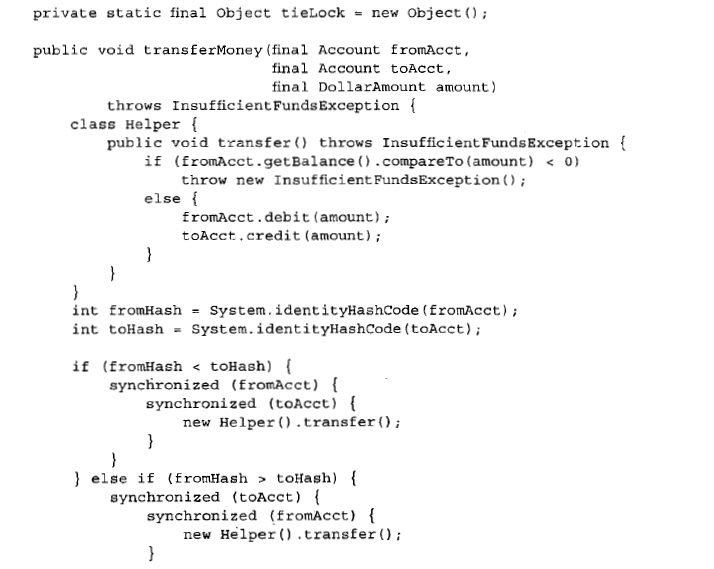 private static final Object tieLock = new Object();
public void transferMoney(final Account fromAcct,
final Account toAcct,
final DollarAmount amount)
throws InsufficientFundsException {
class Helper {
public void transfer() throws InsufficientFundsException {
if (fromAcct.getBalance().compareTo(amount) < 0)
throw new InsufficientFundsException();
else {
fromAcct.debit(amount);
toAcct.credit(amount);
}
}
}
int fromHash = System.identityHashCode(fromAcct);
int toHash = System.identityHashCode(toAcct);
if (fromHash < toHash) {
synchronized (fromAcct) {
synchronized (toAcct) {
new Helper().transfer();
}
}
} else if (fromHash > toHash) {
synchronized (toAcct) {
synchronized (fromAcct) {
new Helper().transfer();
}